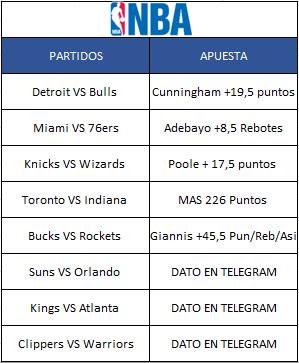 NBA
NBA
PARTIDOS APUESTA
Detroit VS Bulls Cunningham +19,5 puntos
Miami VS 76ers Adebayo +8,5 Rebotes
Knicks VS Wizards Poole + 17,5 puntos
Toronto VS Indiana MAS 226 Puntos
Bucks VS Rockets Giannis +45,5 Pun/Reb/Asi
Suns VS Orlando DATO EN TELEGRAM
Kings VS Atlanta DATO EN TELEGRAM
Clippers VS Warriors DATO EN TELEGRAM